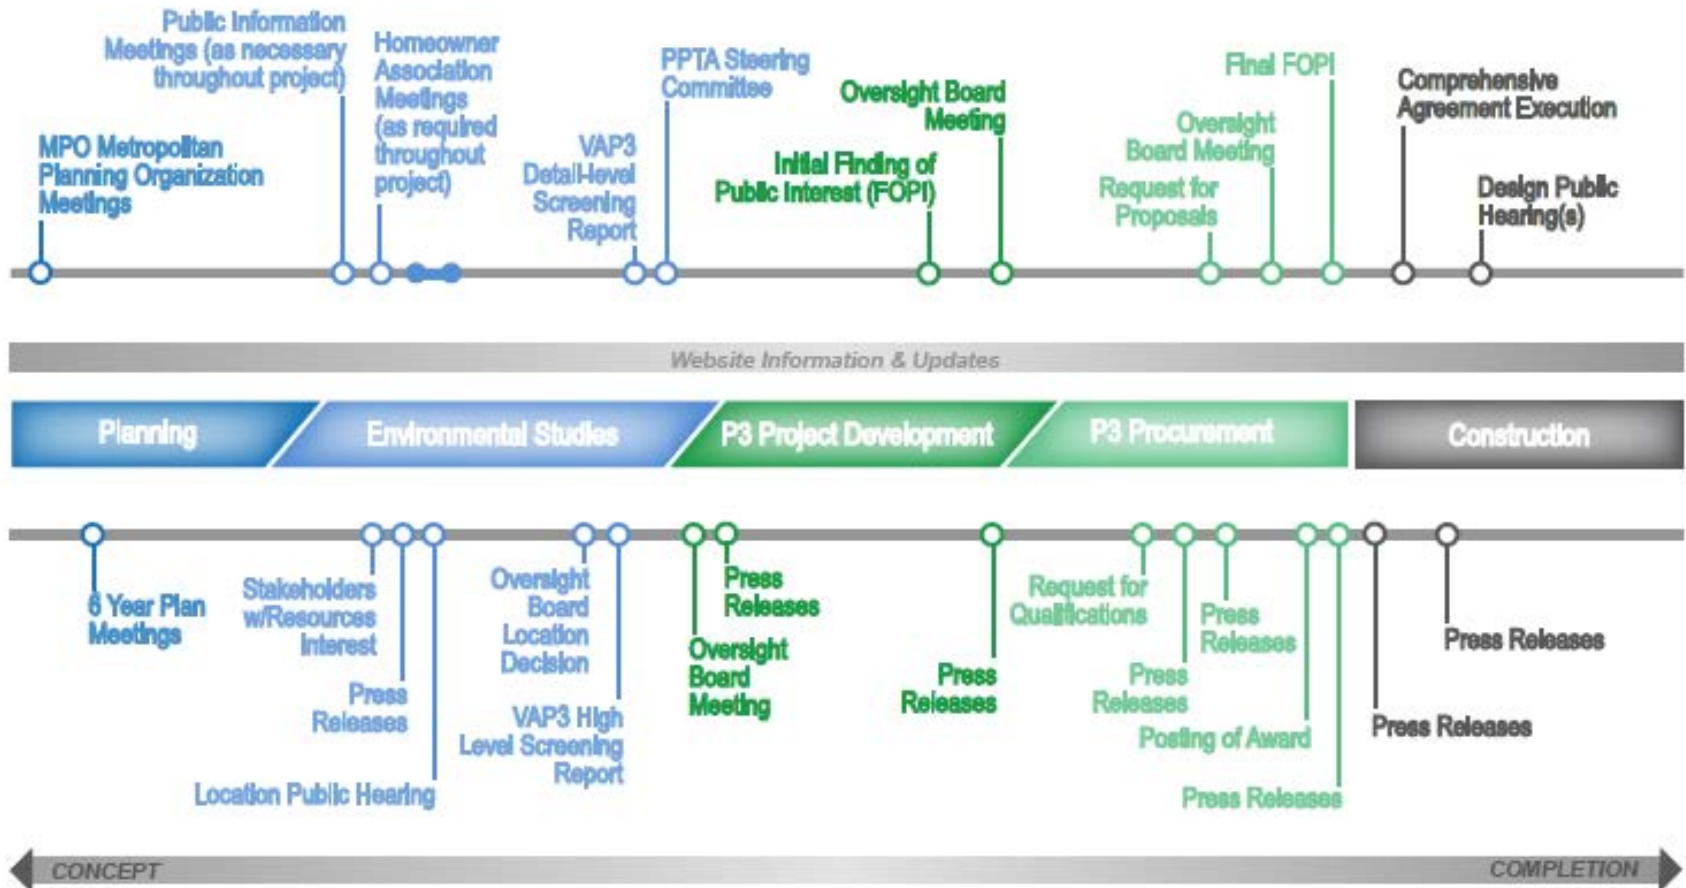 Public Information
Meetings (as necessary
throughout project)
Homeowner
Association
Meetings
(as required
throughout
project)
PPTA Steering
Committee
Final FOPI
Comprehensive
Agreement Execution
Oversight Board
Meeting
Oversight
Board Meeting
MPO Metropolitan
Planning Organization
Meetings
VAP3
Detail-level
Screening
Report
Initial Finding of
Public Interest (FOPI)
Request for
Proposals
Design Public
Hearing(s)
Website Information & Updates
Planning
Environmental Studies
P3 Project Development
P3 Procurement
Construction
6 Year Plan
Meetings
Stakeholders
w/Resources
Interest
Press
Releases
Location Public Hearing
Oversight
Board
Location
Decision
VAP3 High
Level Screening
Report
Oversight
Board
Meeting
Press
Releases
Press
Releases
Request for
Qualifications
Press
Releases
Press
Releases
Posting of Award
Press Releases
Press Releases
Press Releases
CONCEPT
COMPLETION